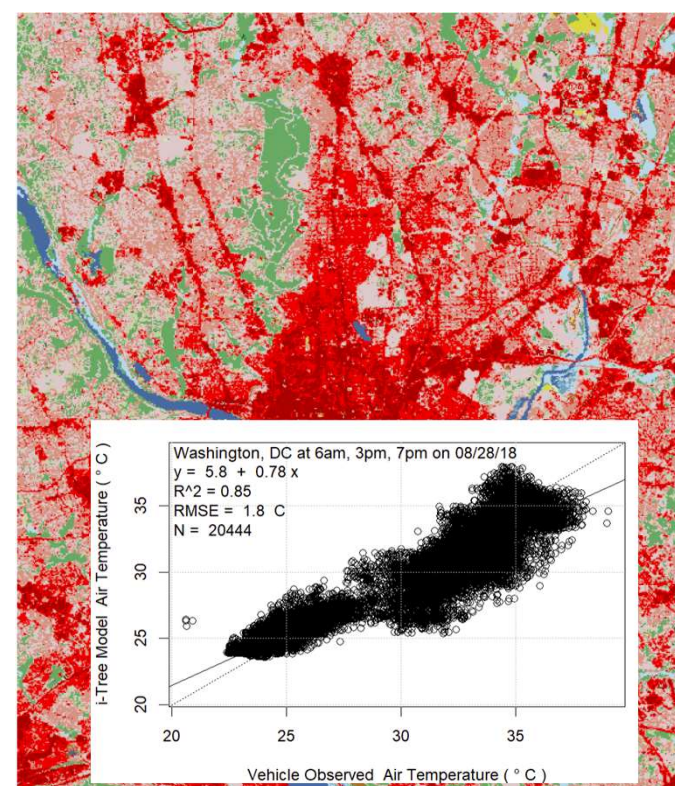 Washington, DC at 6am, 3pm, 7pm on 08/28/18
y = 5.8 + 0.78 x
R^2 = 0.85
RMSE = 1.8 C
N = 20444
i-Tree Model Air Temperature ( ° C )
35
30
25
20
20 25 30 35
Vehicle Observed Air Temperature ( ° C )